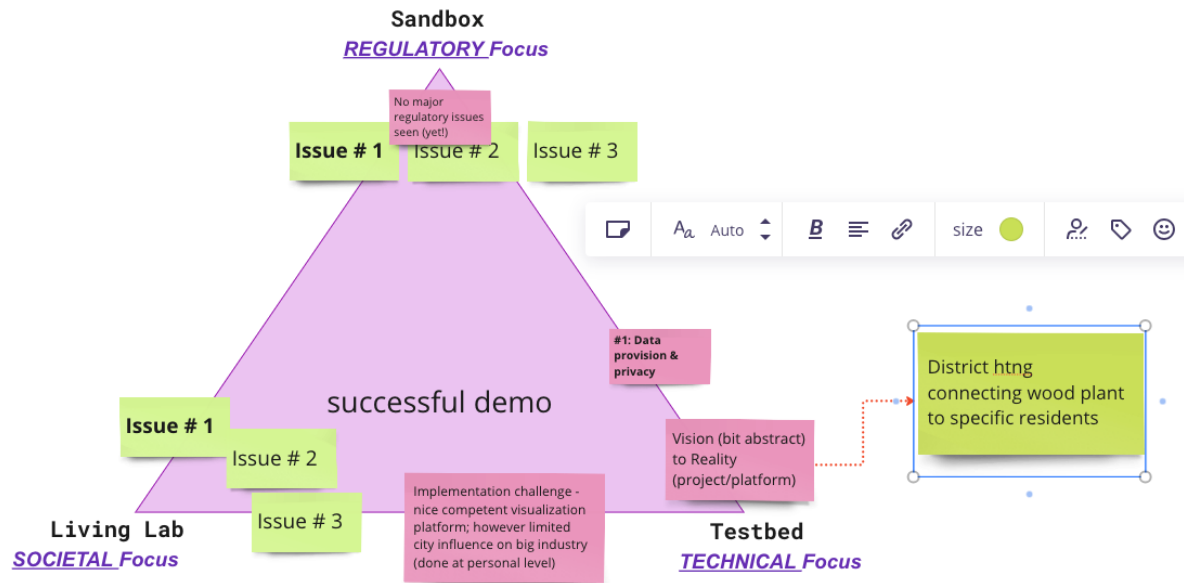 Sandbox
REGULATORY Focus
No major
regulatory issues
seen (yet!)
Issue # 1
Issue # 2
Issue # 3
Aa
Auto
B
size
#1: Data
provision &
privacy
District htng
connecting wood plant
to specific residents
successful demo
Issue # 1
Issue # 2
Issue # 3
Vision (bit abstract)
to Reality
(project/platform)
Implementation challenge -
nice competent visualization
platform; however limited
city influence on big industry
(done at personal level)
Living Lab
SOCIETAL Focus
Testbed
TECHNICAL Focus